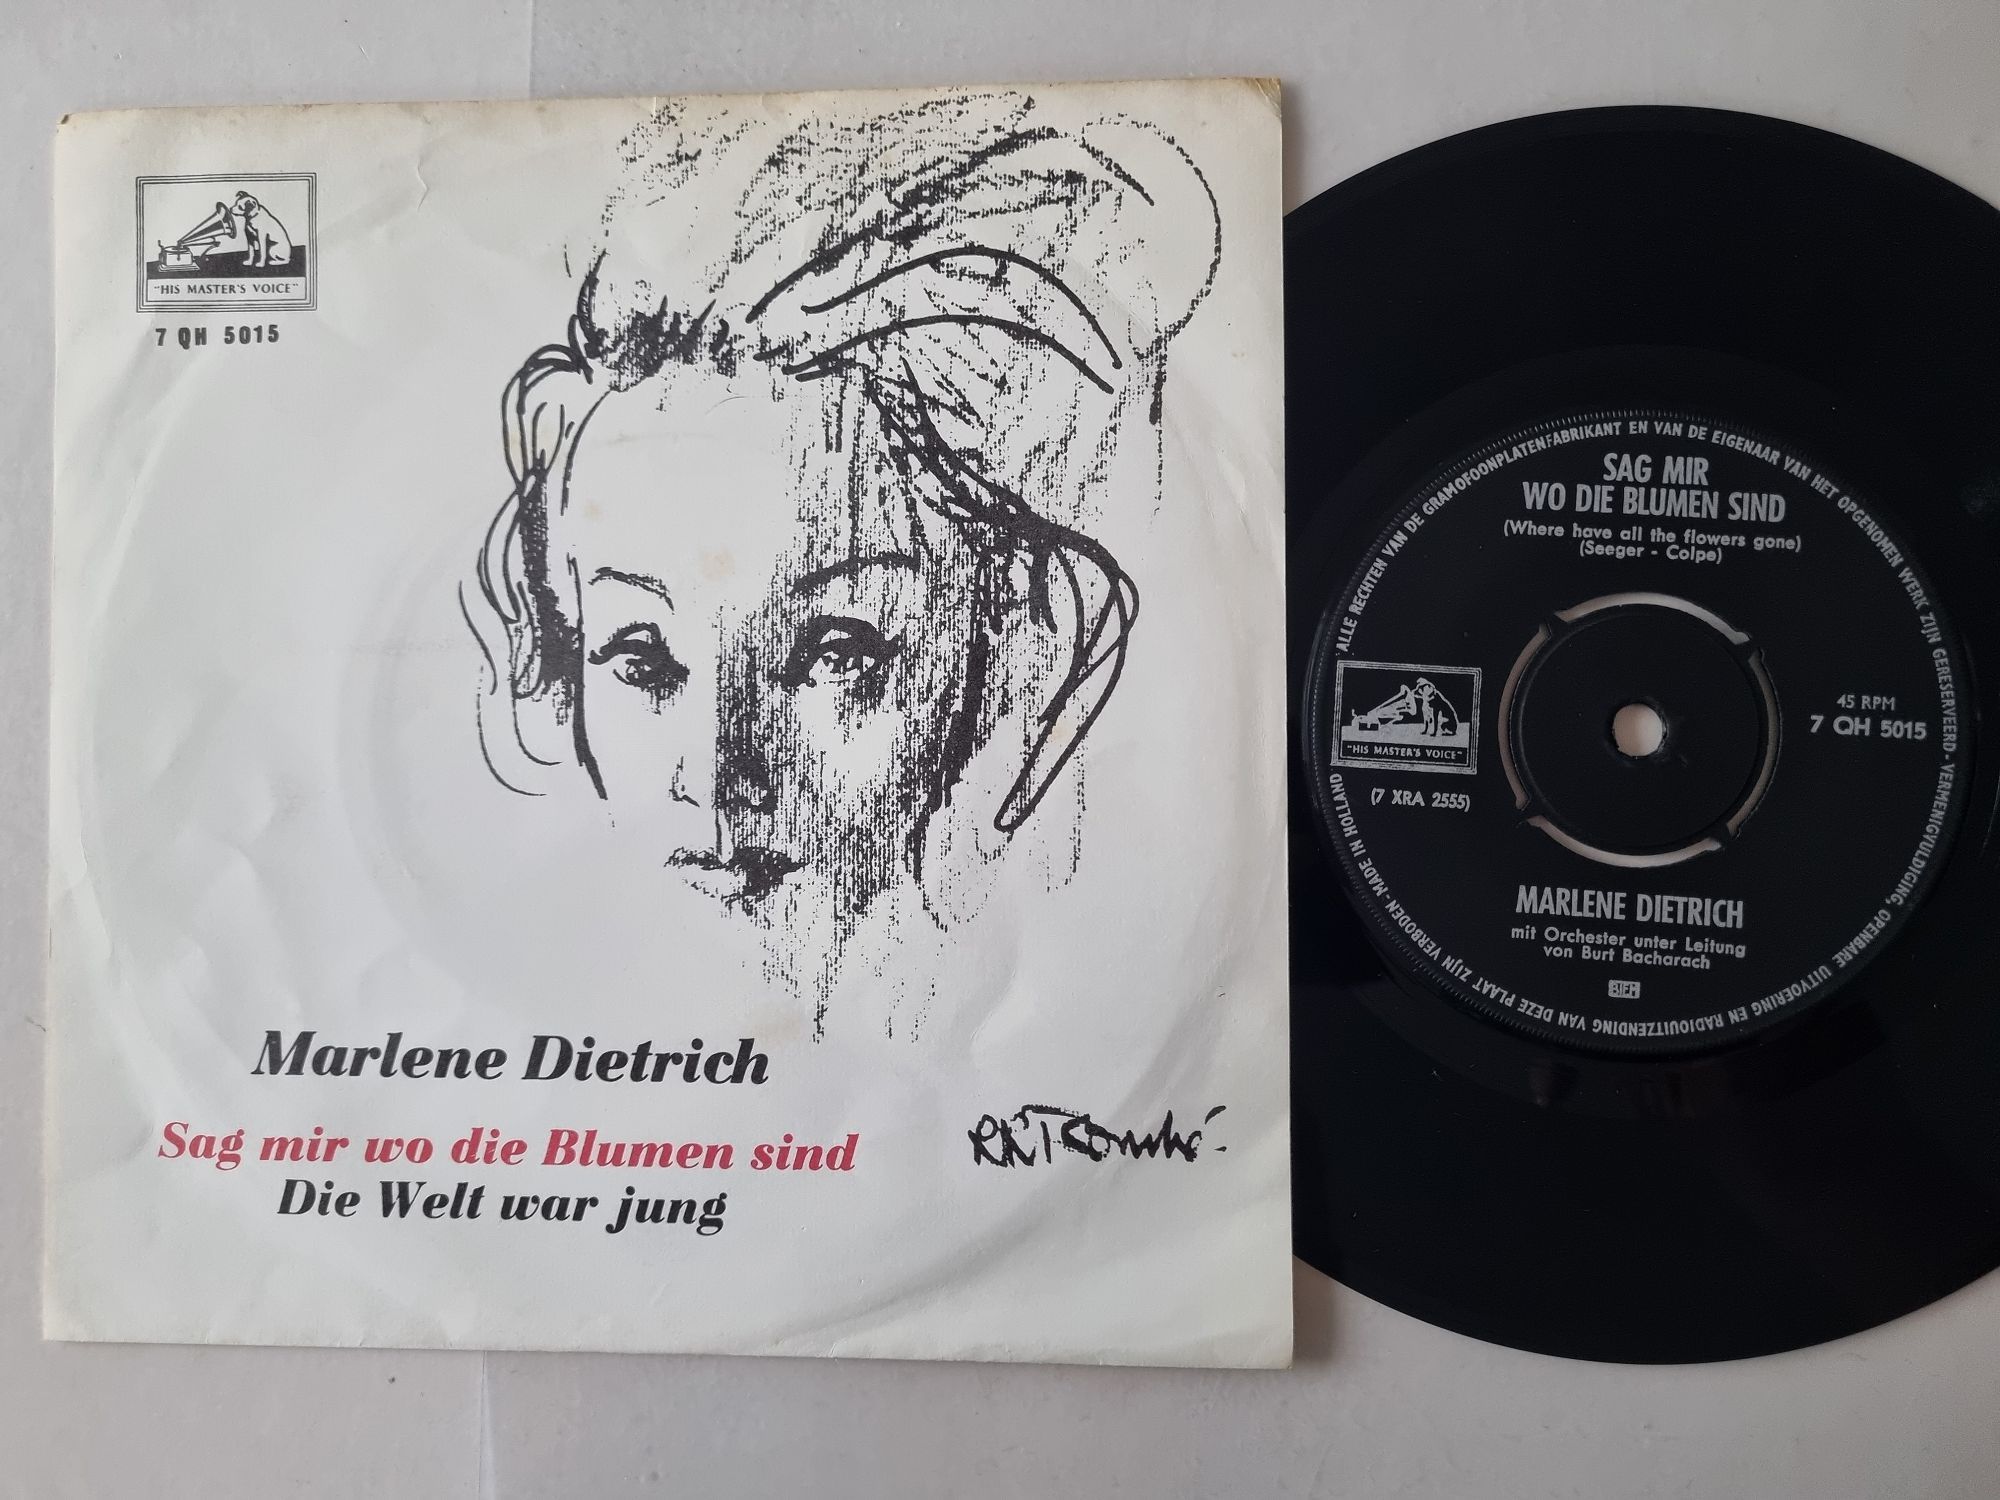 "HIS MASTER'S VOICE"
7 QH 5015
Marlene Dietrich
Sag mir wo die Blumen sind
Die Welt war jung
ALLE RECHTEN VAN DE GRAMOFOONPLATENFABRIKANT EN VAN DE EIGENAAR VAN HET OPGENOMEN WERK ZIJN GERESERVEERD - VERMENIGVULDIGING, OPENBARE UITVOERING EN RADIOUITZENDING VAN DEZE PLAAT ZIJN VERBODEN - MADE IN HOLLAND
SAG MIR
WO DIE BLUMEN SIND
(Where have all the flowers gone)
(Seeger - Colpe)
"HIS MASTER'S VOICE"
(7 XRA 2555)
45 RPM
7 QH 5015
MARLENE DIETRICH
mit Orchester unter Leitung
von Burt Bacharach